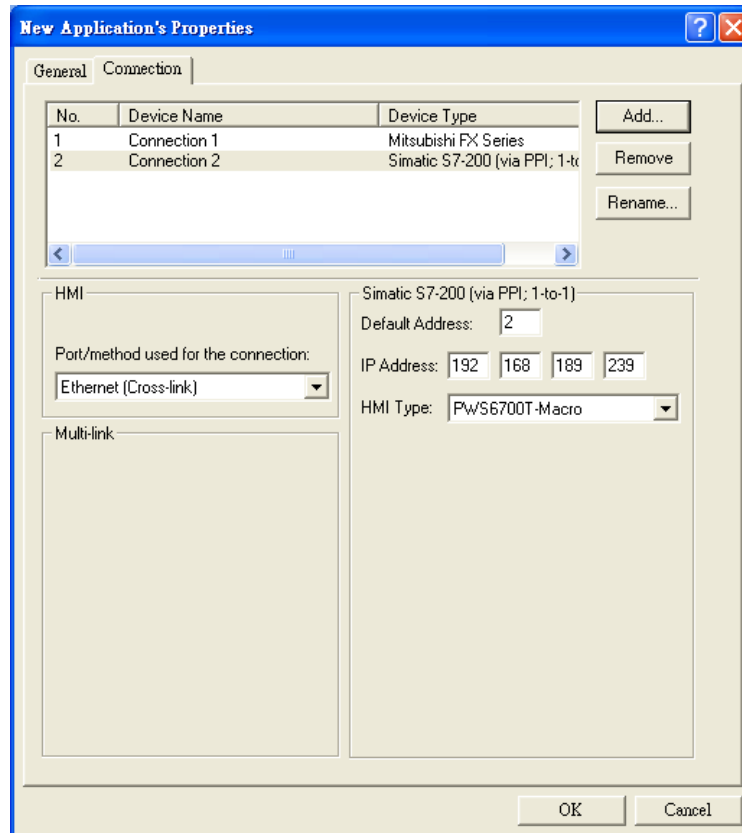 New Application's Properties
General Connection
No. Device Name Device Type
1 Connection 1 Mitsubishi FX Series
2 Connection 2 Simatic S7-200 (via PPI; 1-to
Add...
Remove
Rename...
HMI
Port/method used for the connection:
Ethernet (Cross-link)
Multi-link
Simatic S7-200 (via PPI; 1-to-1)
Default Address: 2
IP Address: 192 168 189 239
HMI Type: PWS6700T-Macro
OK Cancel